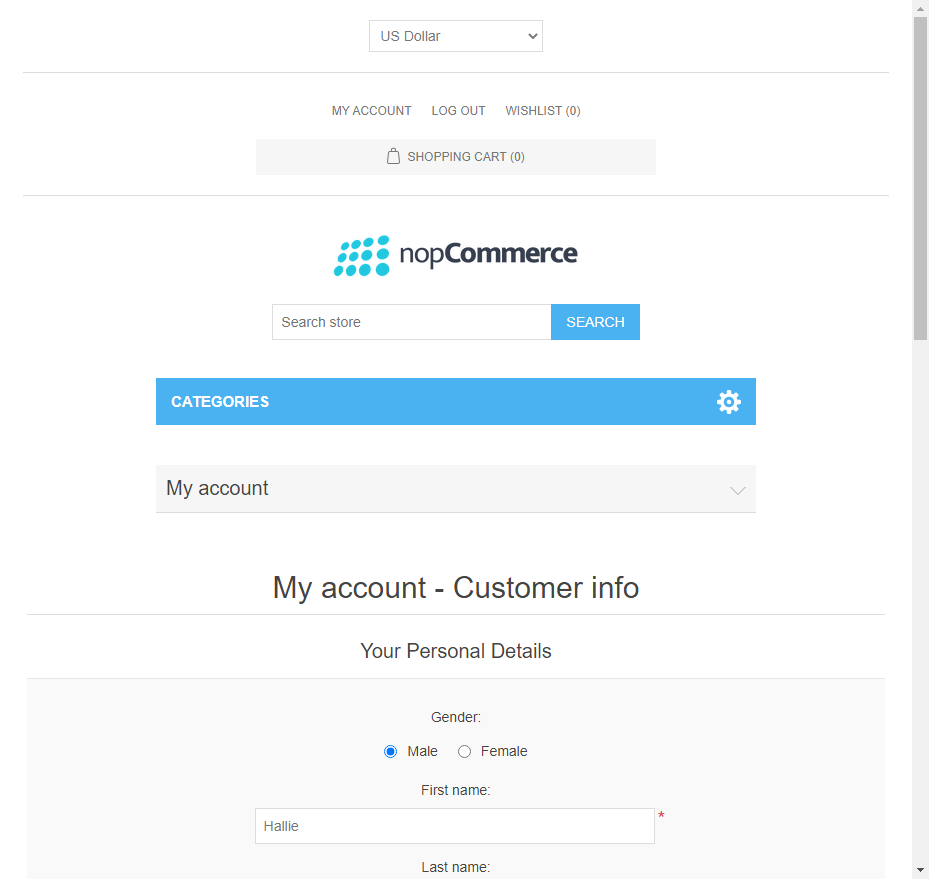 US Dollar
MY ACCOUNT LOG OUT WISHLIST (0)
SHOPPING CART (0)
nopCommerce
Search store SEARCH
CATEGORIES
My account
My account - Customer info
Your Personal Details
Gender:
Male Female
First name:
Hallie *
Last name: